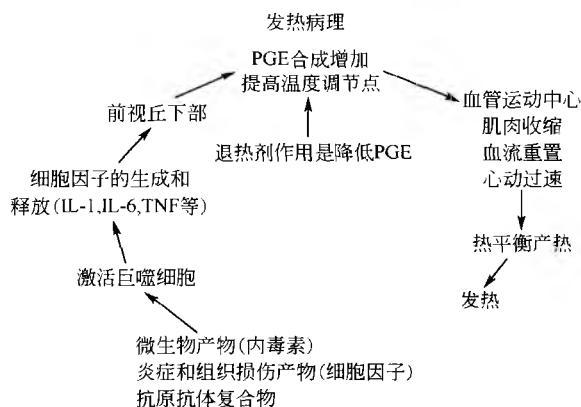 发热病理
PGE合成增加
提高温度调节点
血管运动中心
肌肉收缩
血流重置
心动过速
前视丘下部
退热剂作用是降低PGE
细胞因子的生成和
释放(IL-1,IL-6,TNF等)
热平衡产热
激活巨噬细胞
发热
微生物产物(内毒素)
炎症和组织损伤产物(细胞因子)
抗原抗体复合物